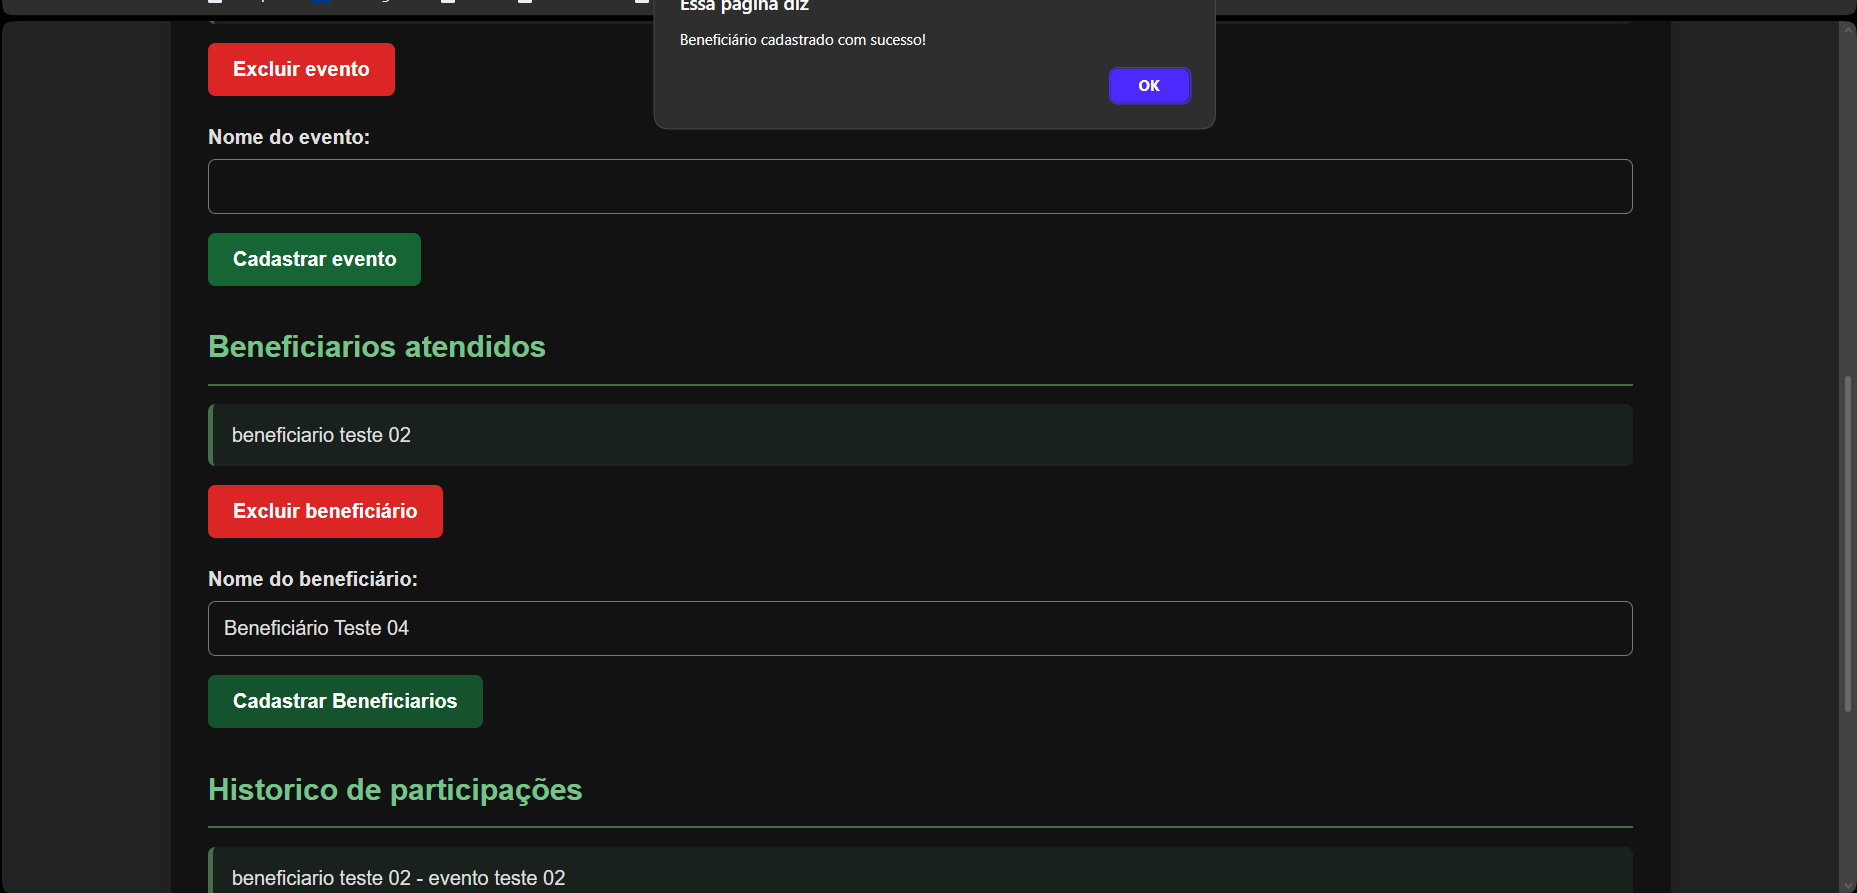 Essa página diz
Beneficiário cadastrado com sucesso!
OK
Excluir evento
Nome do evento:
Cadastrar evento
Beneficiarios atendidos
beneficiario teste 02
Excluir beneficiário
Nome do beneficiário:
Beneficiário Teste 04
Cadastrar Beneficiarios
Historico de participações
beneficiario teste 02 - evento teste 02